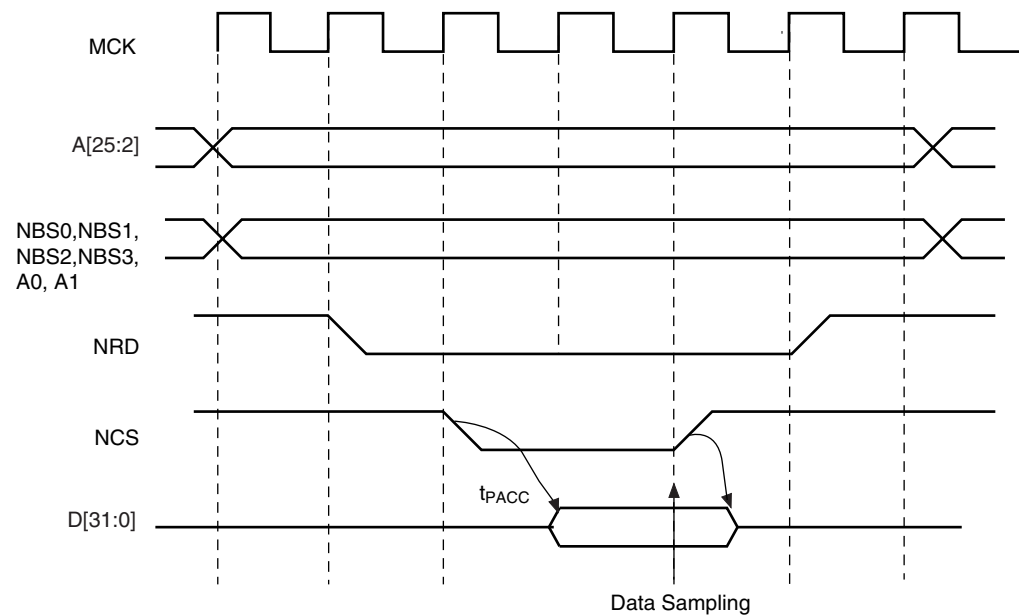 MCK
A[25:2]
NBS0,NBS1,
NBS2,NBS3,
A0, A1
NRD
NCS
tPACC
D[31:0]
Data Sampling